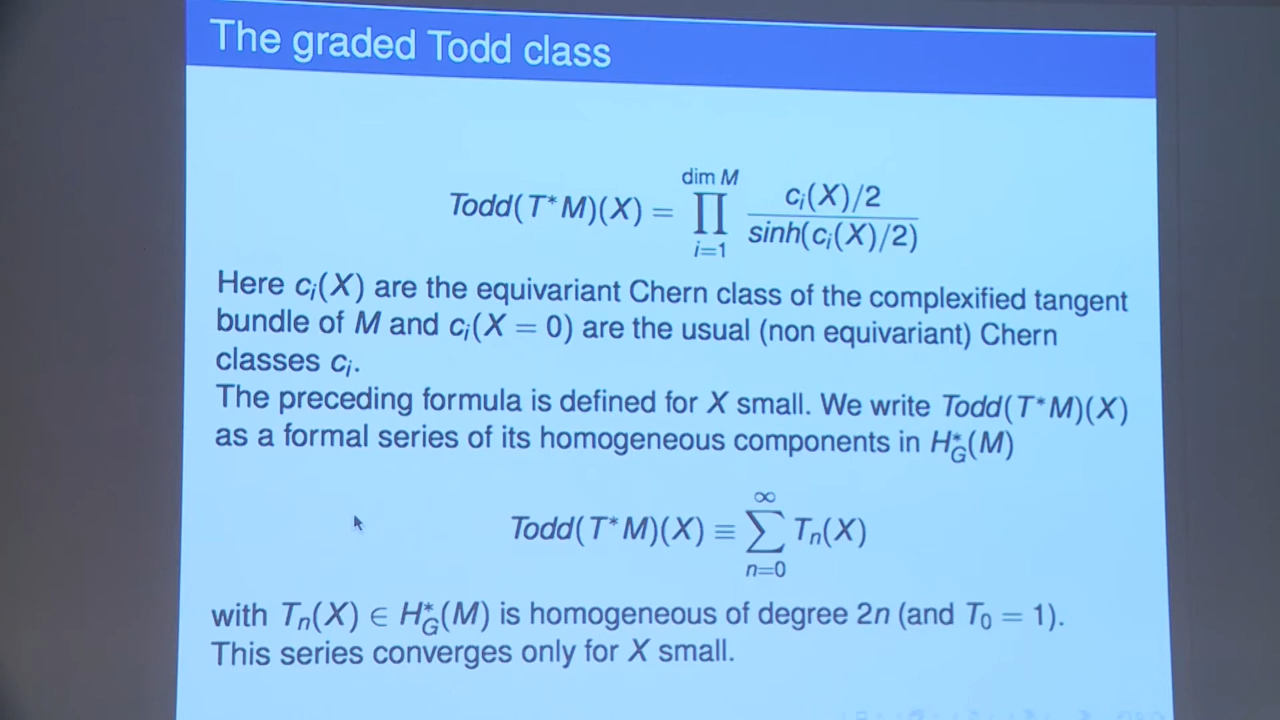 The graded Todd class
Todd(T*M)(X) = ∏_{i=1}^{dim M} \frac{c_i(X)/2}{sinh(c_i(X)/2)}
Here c_i(X) are the equivariant Chern class of the complexified tangent
bundle of M and c_i(X = 0) are the usual (non equivariant) Chern
classes c_i.
The preceding formula is defined for X small. We write Todd(T*M)(X)
as a formal series of its homogeneous components in H*_G(M)
Todd(T*M)(X) ≡ ∑_{n=0}^{∞} T_n(X)
with T_n(X) ∈ H*_G(M) is homogeneous of degree 2n (and T_0 = 1).
This series converges only for X small.